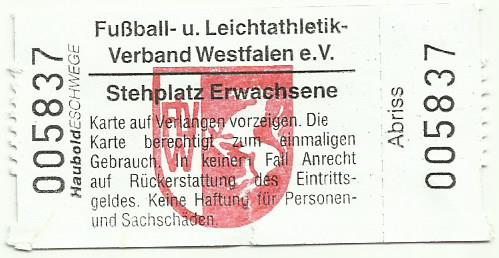 005837
Haubold ESCHWEGE
Fußball- u. Leichtathletik-
Verband Westfalen e.V.
Stehplatz Erwachsene
Karte auf Verlangen vorzeigen. Die
Karte berechtigt zum einmaligen
Gebrauch. In keinem Fall Anrecht
auf Rückerstattung des Eintritts-
geldes. Keine Haftung für Personen-
und Sachschäden.
FLVW
Abriss
005837